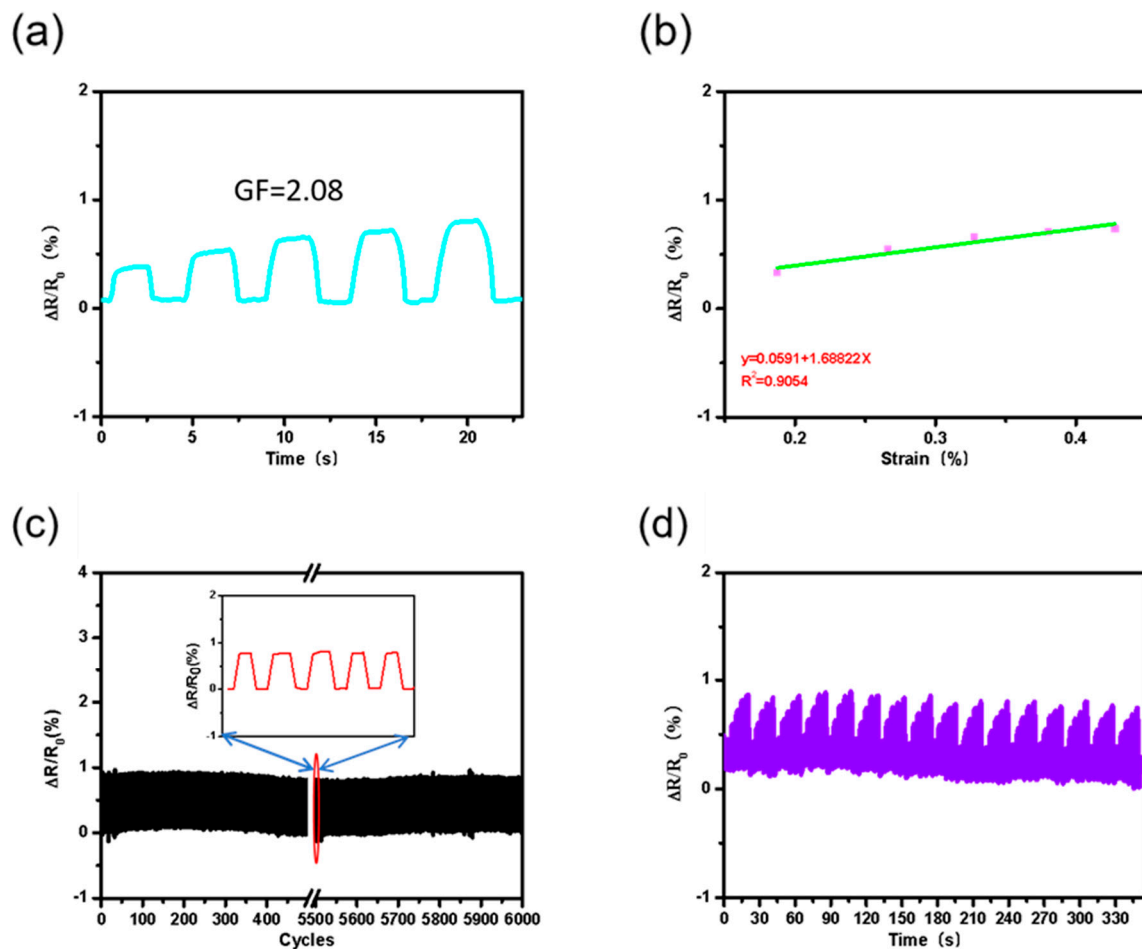 (a)
2
1
0
-1
ΔR/R₀ (%)
GF=2.08
0 5 10 15 20
Time (s)
(b)
2
1
0
-1
ΔR/R₀ (%)
y=0.0591+1.68822X
R²=0.9054
0.2 0.3 0.4
Strain (%)
(c)
4
3
2
1
0
-1
ΔR/R₀(%)
2
1
0
-1
ΔR/R₀(%)
0 100 200 300 400 5500 5600 5700 5800 5900 6000
Cycles
(d)
2
1
0
-1
ΔR/R₀ (%)
0 30 60 90 120 150 180 210 240 270 300 330
Time (s)